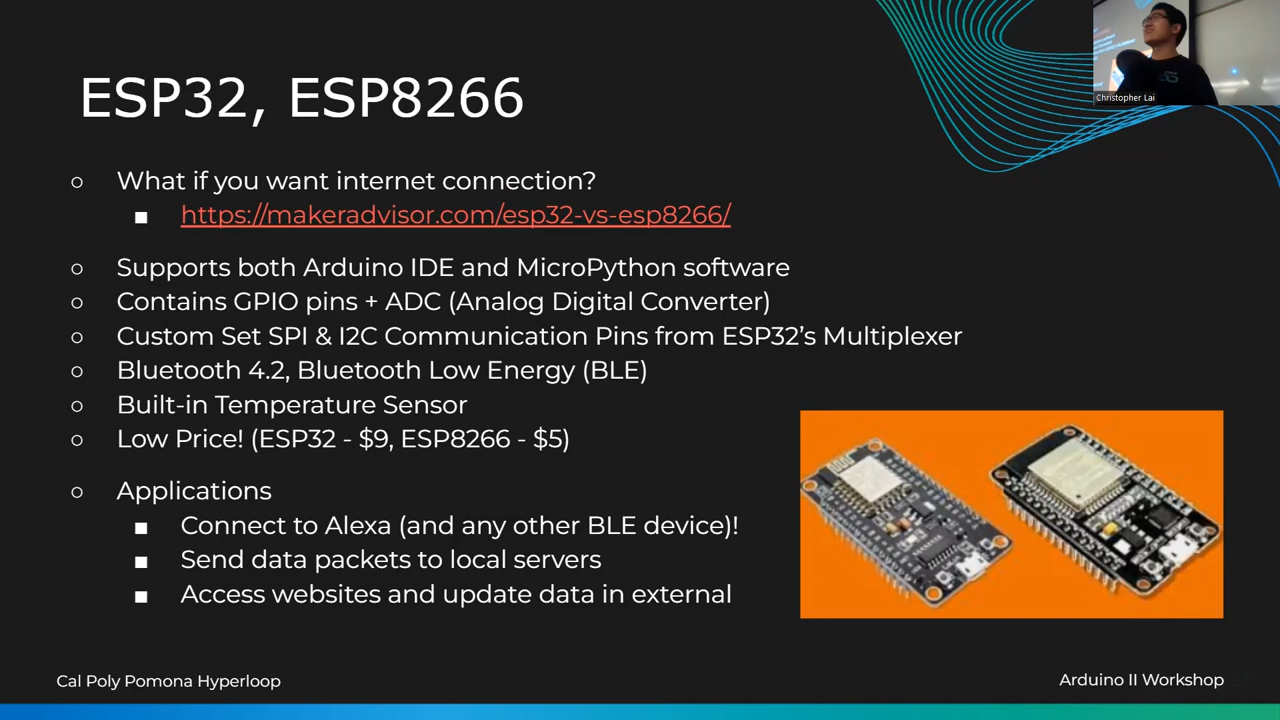 ESP32, ESP8266
Christopher Lai
What if you want internet connection?
https://makeradvisor.com/esp32-vs-esp8266/
Supports both Arduino IDE and MicroPython software
Contains GPIO pins + ADC (Analog Digital Converter)
Custom Set SPI & I2C Communication Pins from ESP32’s Multiplexer
Bluetooth 4.2, Bluetooth Low Energy (BLE)
Built-in Temperature Sensor
Low Price! (ESP32 - $9, ESP8266 - $5)
Applications
Connect to Alexa (and any other BLE device)!
Send data packets to local servers
Access websites and update data in external
Cal Poly Pomona Hyperloop
Arduino II Workshop